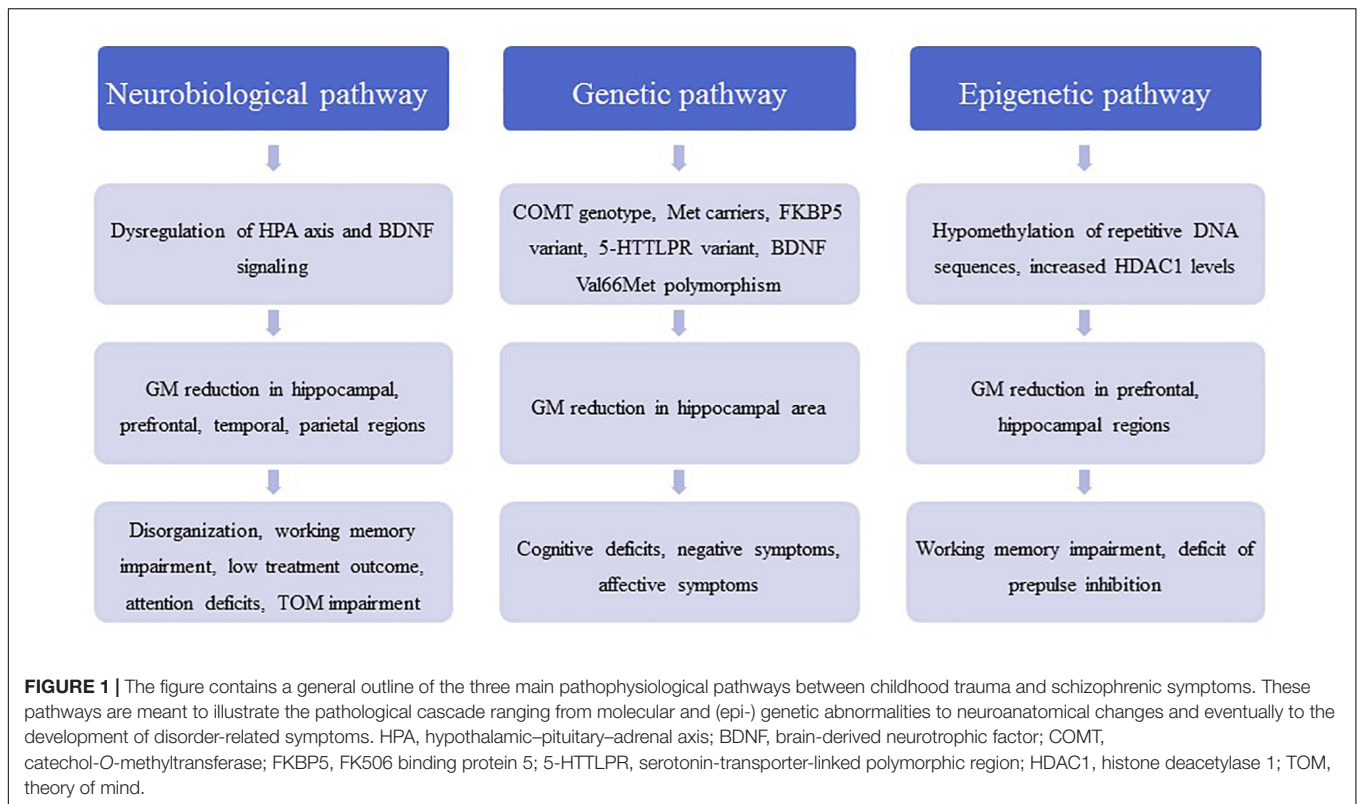 Neurobiological pathway
Dysregulation of HPA axis and BDNF
signaling
GM reduction in hippocampal,
prefrontal, temporal, parietal regions
Disorganization, working memory
impairment, low treatment outcome,
attention deficits, TOM impairment
Genetic pathway
COMT genotype, Met carriers, FKBP5
variant, 5-HTTLPR variant, BDNF
Val66Met polymorphism
GM reduction in hippocampal area
Cognitive deficits, negative symptoms,
affective symptoms
Epigenetic pathway
Hypomethylation of repetitive DNA
sequences, increased HDAC1 levels
GM reduction in prefrontal,
hippocampal regions
Working memory impairment, deficit of
prepulse inhibition
FIGURE 1 | The figure contains a general outline of the three main pathophysiological pathways between childhood trauma and schizophrenic symptoms. These
pathways are meant to illustrate the pathological cascade ranging from molecular and (epi-) genetic abnormalities to neuroanatomical changes and eventually to the
development of disorder-related symptoms. HPA, hypothalamic–pituitary–adrenal axis; BDNF, brain-derived neurotrophic factor; COMT,
catechol-O-methyltransferase; FKBP5, FK506 binding protein 5; 5-HTTLPR, serotonin-transporter-linked polymorphic region; HDAC1, histone deacetylase 1; TOM,
theory of mind.